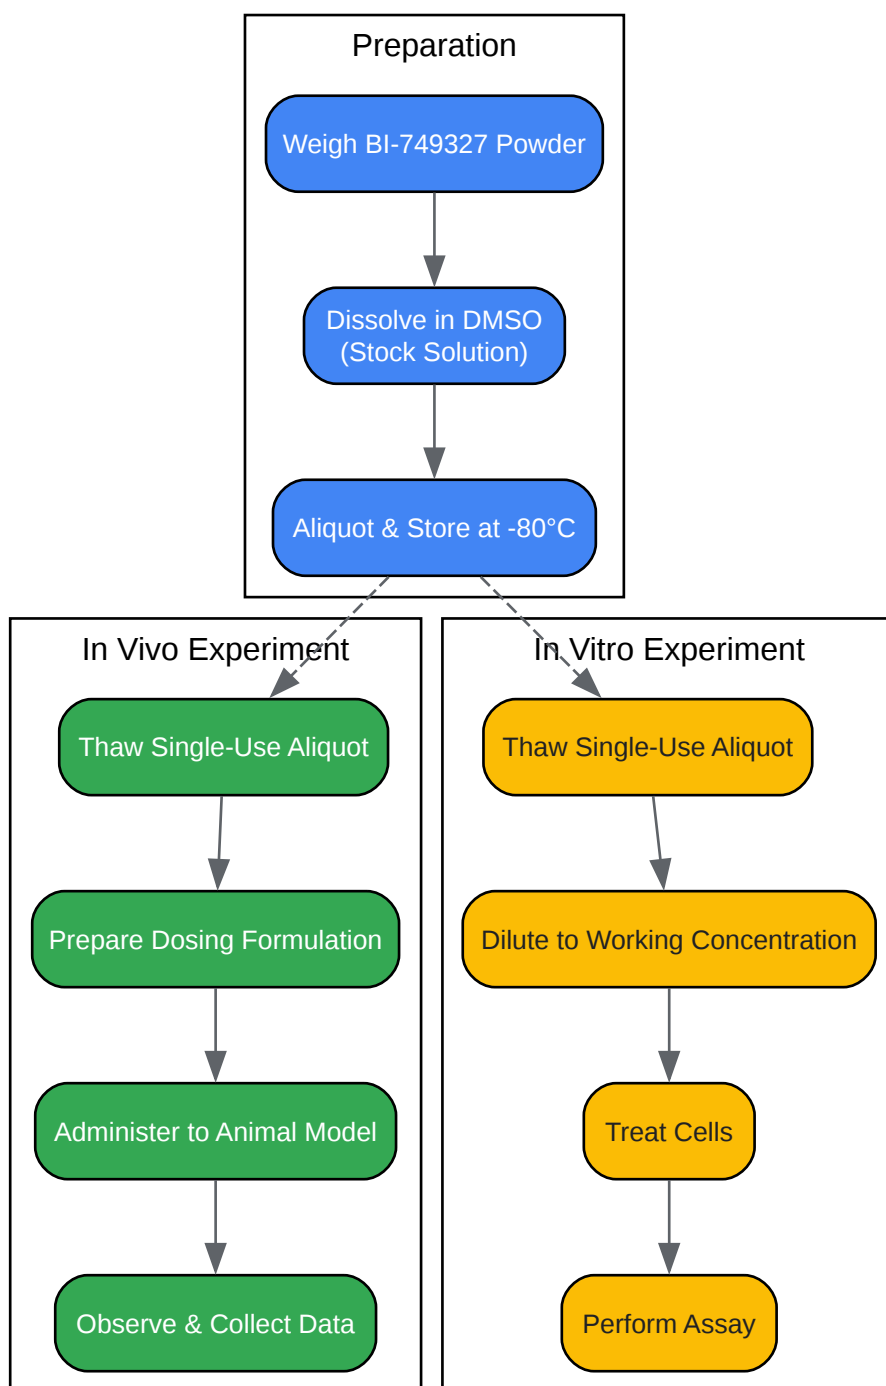 Preparation
Weigh BI-749327 Powder
Dissolve in DMSO
(Stock Solution)
Aliquot & Store at -80°C
In Vivo Experiment
Thaw Single-Use Aliquot
Prepare Dosing Formulation
Administer to Animal Model
Observe & Collect Data
In Vitro Experiment
Thaw Single-Use Aliquot
Dilute to Working Concentration
Treat Cells
Perform Assay